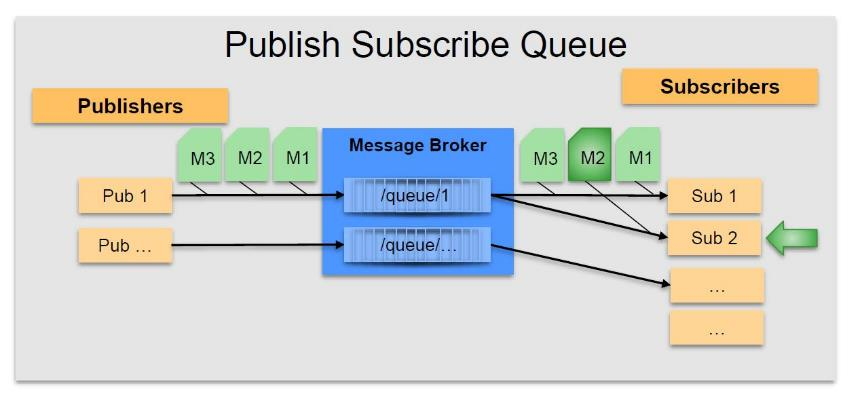 Publish Subscribe Queue
Publishers
Subscribers
M3 M2 M1
Message Broker
M3 M2 M1
Pub 1
/queue/1
Sub 1
Pub ...
/queue/...
Sub 2
...
...